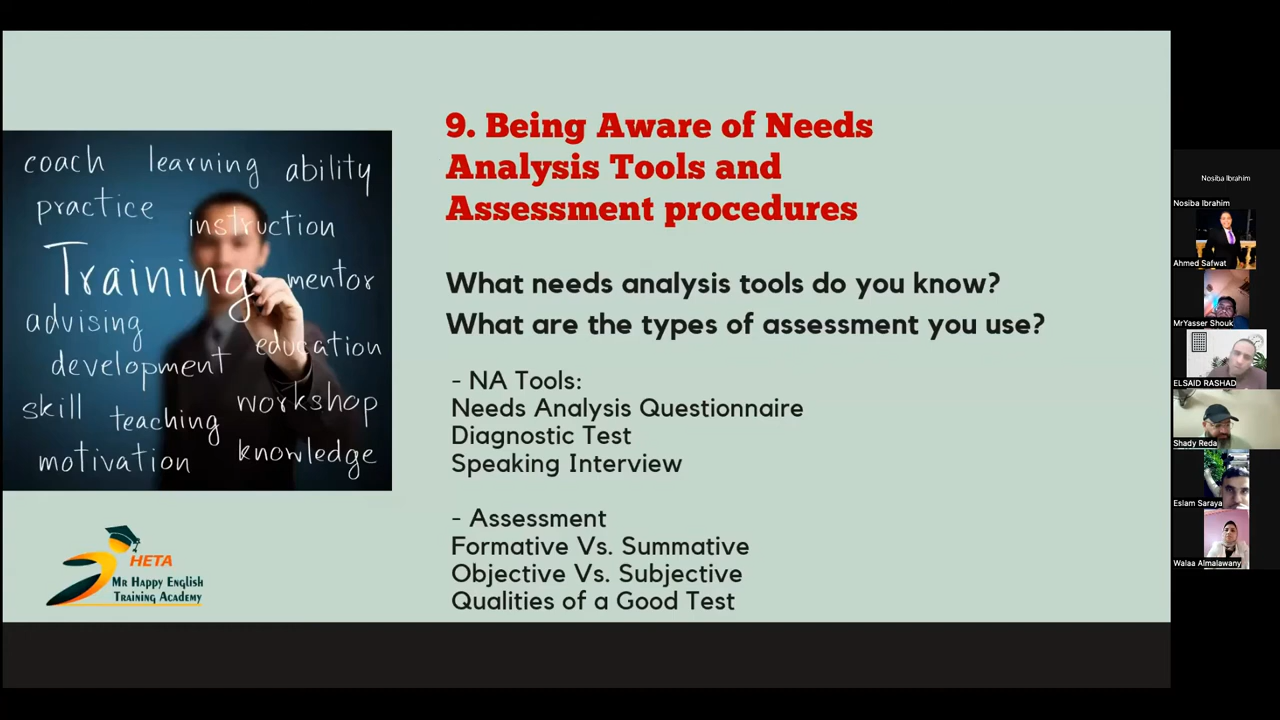 9. Being Aware of Needs
Analysis Tools and
Assessment procedures
What needs analysis tools do you know?
What are the types of assessment you use?
- NA Tools:
Needs Analysis Questionnaire
Diagnostic Test
Speaking Interview
- Assessment
Formative Vs. Summative
Objective Vs. Subjective
Qualities of a Good Test
coach learning ability
practice instruction
Training mentor
advising education
development
skill teaching workshop
motivation knowledge
HETA
Mr Happy English
Training Academy
Nosiba Ibrahim
Nosiba Ibrahim
Ahmed Safwat
MrYasser Shouk
ELSAID RASHAD
Shady Reda
Eslam Saraya
Walaa Almalawany